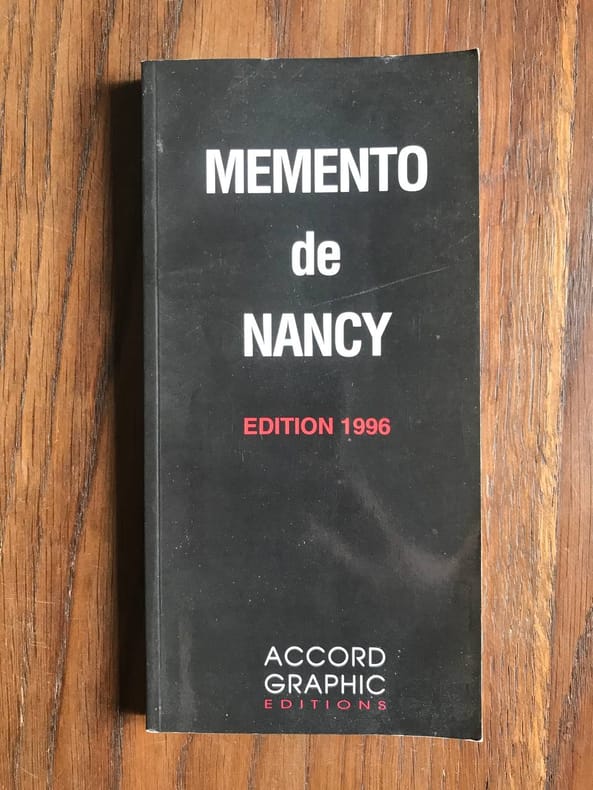 MEMENTO
de
NANCY
EDITION 1996
ACCORD
GRAPHIC
EDITIONS